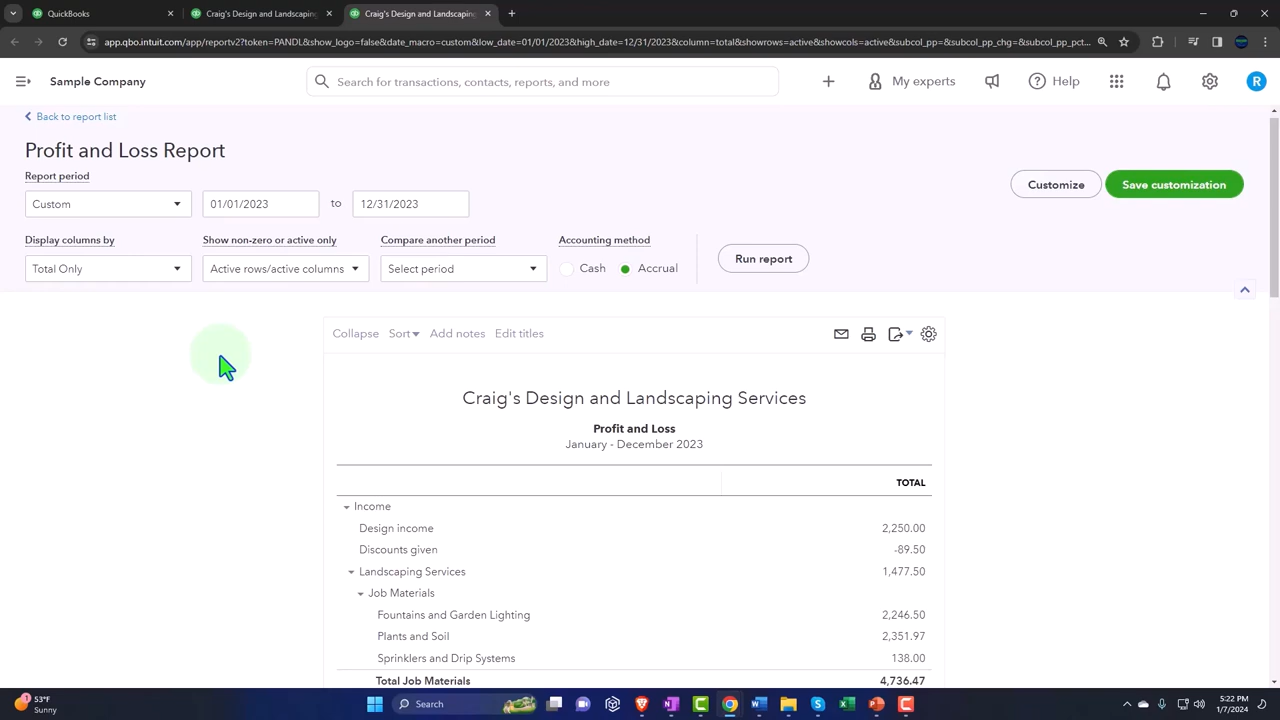 QuickBooks
Craig's Design and Landscaping
Craig's Design and Landscaping
app.qbo.intuit.com/app/reportv2?token=PANDL&show_logo=false&date_macro=custom&low_date=01/01/2023&high_date=12/31/2023&column=total&showrows=active&showcols=active&subcol_pp=&subcol_pp_chg=&subcol_pp_pct...
Sample Company
Search for transactions, contacts, reports, and more
My experts
Help
R
Back to report list
Profit and Loss Report
Report period
Custom
01/01/2023
to
12/31/2023
Customize
Save customization
Display columns by
Show non-zero or active only
Compare another period
Accounting method
Total Only
Active rows/active columns
Select period
Cash
Accrual
Run report
Collapse Sort Add notes Edit titles
Craig's Design and Landscaping Services
Profit and Loss
January - December 2023
TOTAL
Income
Design income 2,250.00
Discounts given -89.50
Landscaping Services 1,477.50
Job Materials
Fountains and Garden Lighting 2,246.50
Plants and Soil 2,351.97
Sprinklers and Drip Systems 138.00
Total Job Materials 4,736.47
1
53°F
Sunny
Search
5:22 PM
1/7/2024